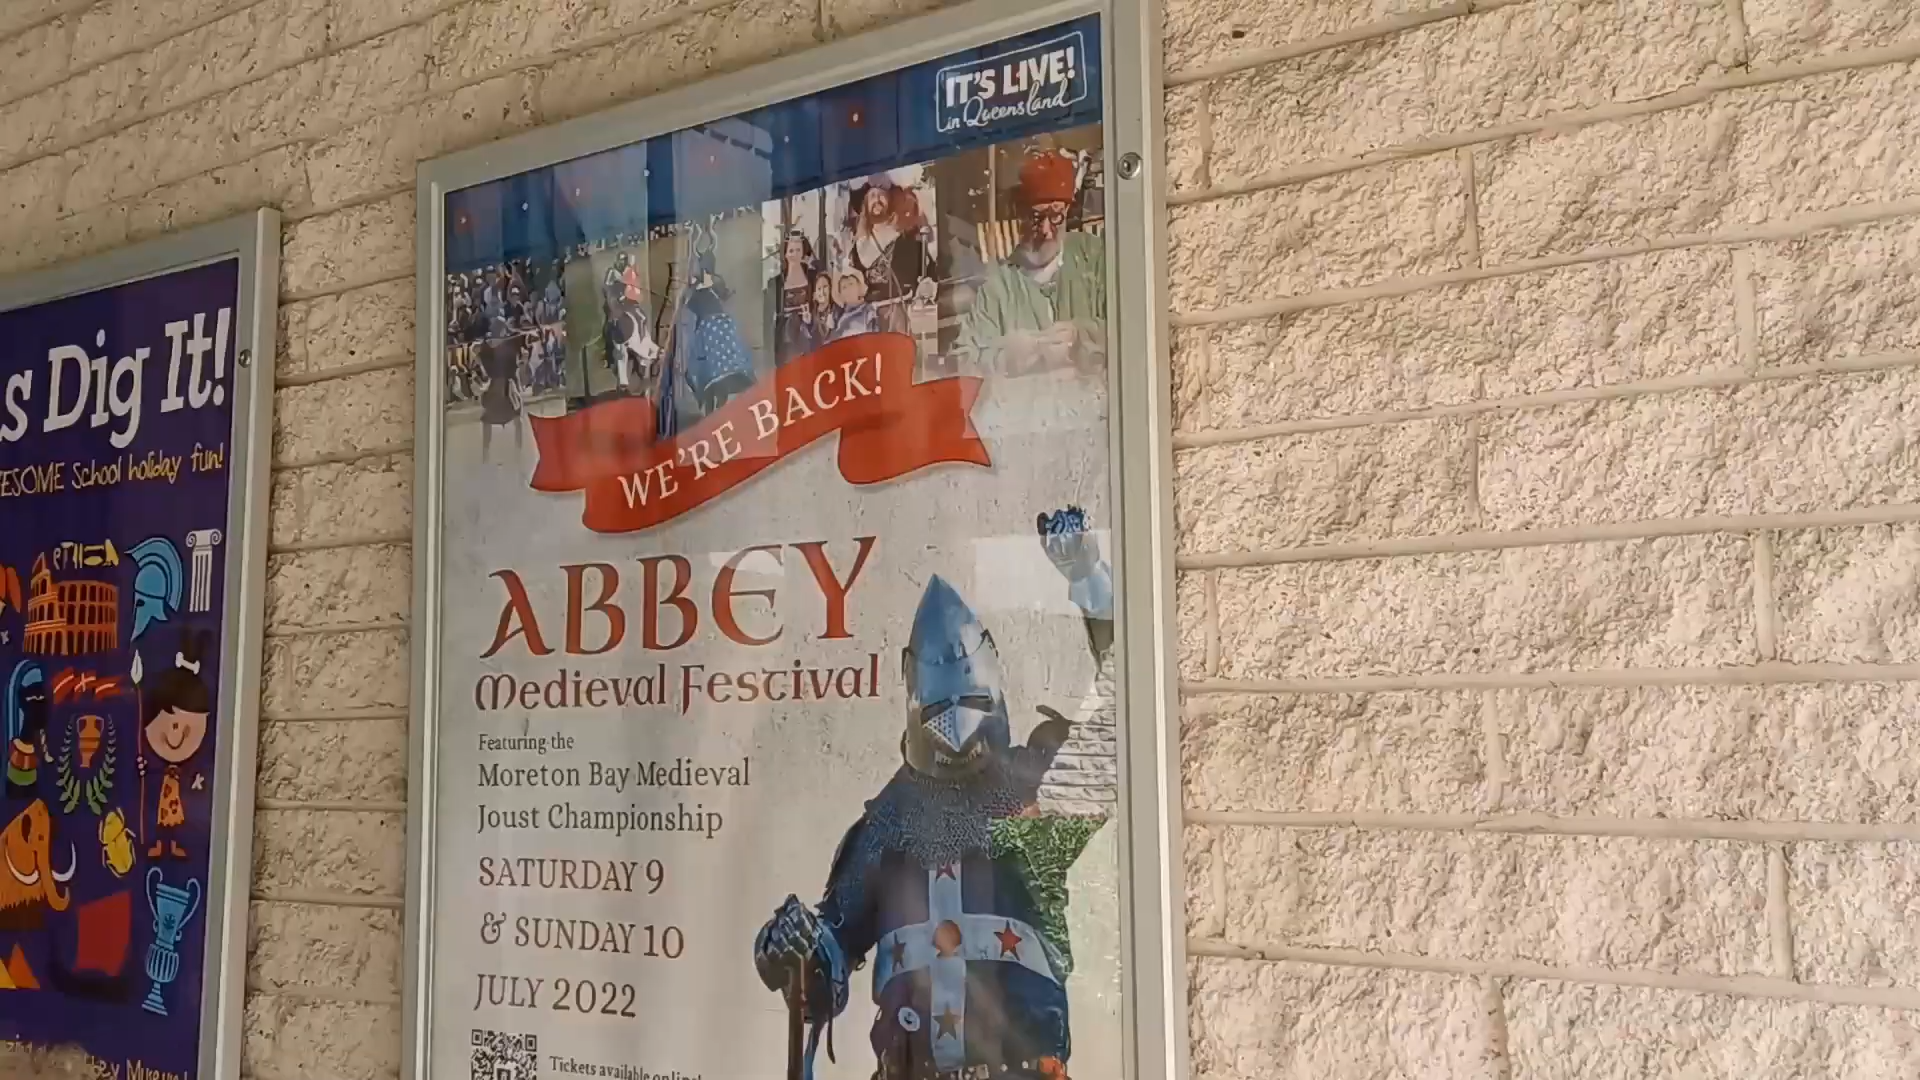 s Dig It!
ESOME School holiday fun!
IT'S LIVE!
in Queensland
WE'RE BACK!
ABBEY
Medieval Festival
Featuring the
Moreton Bay Medieval
Joust Championship
SATURDAY 9
& SUNDAY 10
JULY 2022
Tickets available online!